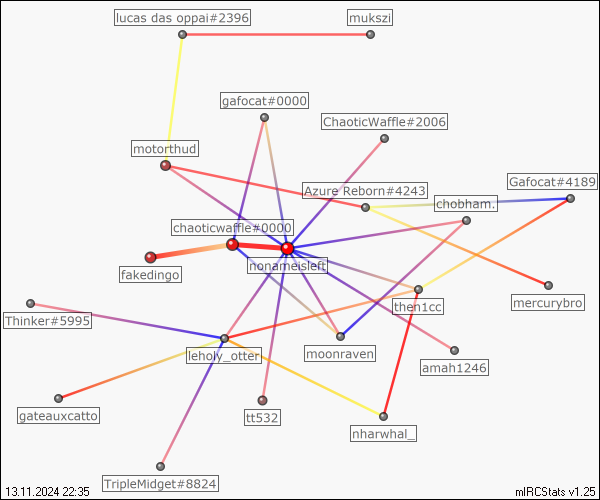 lucas das oppai#2396
mukszi
gafocat#0000
ChaoticWaffle#2006
motorthud
Gafocat#4189
Azure Reborn#4243
chobham.
chaoticwaffle#0000
nonameisleft
fakedingo
mercurybro
then1cc
Thinker#5995
leholy_otter
moonraven
amah1246
gateauxcatto
tt532
nharwhal_
TripleMidget#8824
13.11.2024 22:35
mIRCStats v1.25